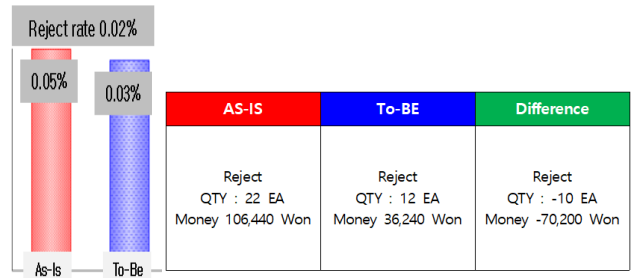 Reject rate 0.02%
0.05%
0.03%
As-Is
To-Be
AS-IS
To-BE
Difference
Reject
QTY : 22 EA
Money 106,440 Won
Reject
QTY : 12 EA
Money 36,240 Won
Reject
QTY : -10 EA
Money -70,200 Won